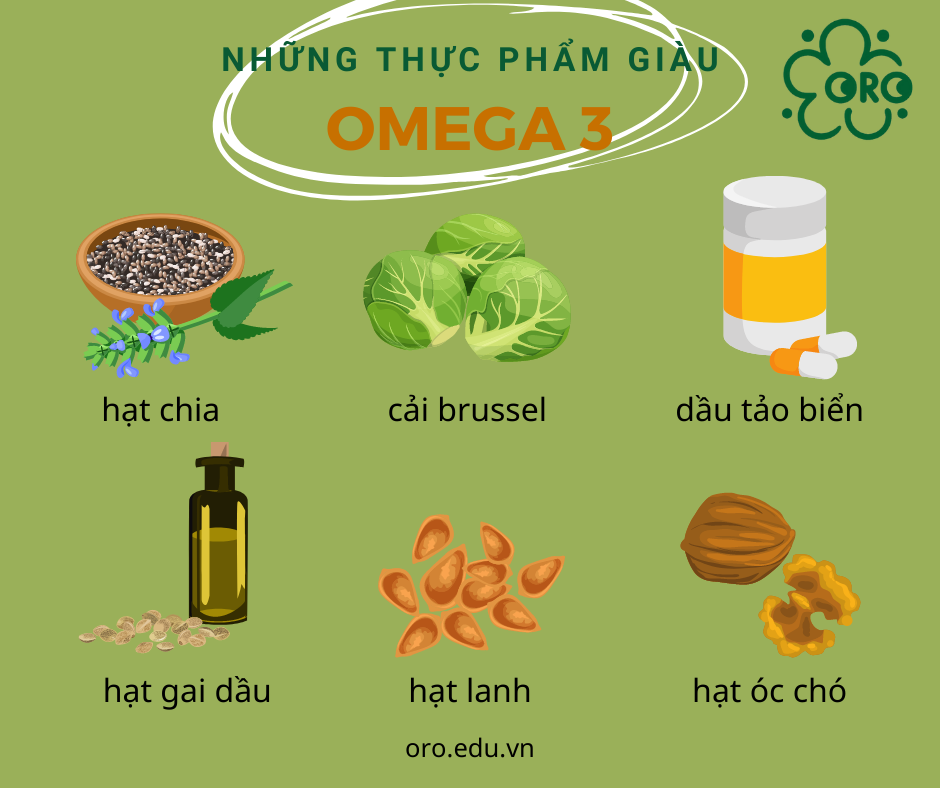 NHỮNG THỰC PHẨM GIÀU
OMEGA 3
ORO
hạt chia
cải brussel
dầu tảo biển
hạt gai dầu
hạt lanh
hạt óc chó
oro.edu.vn